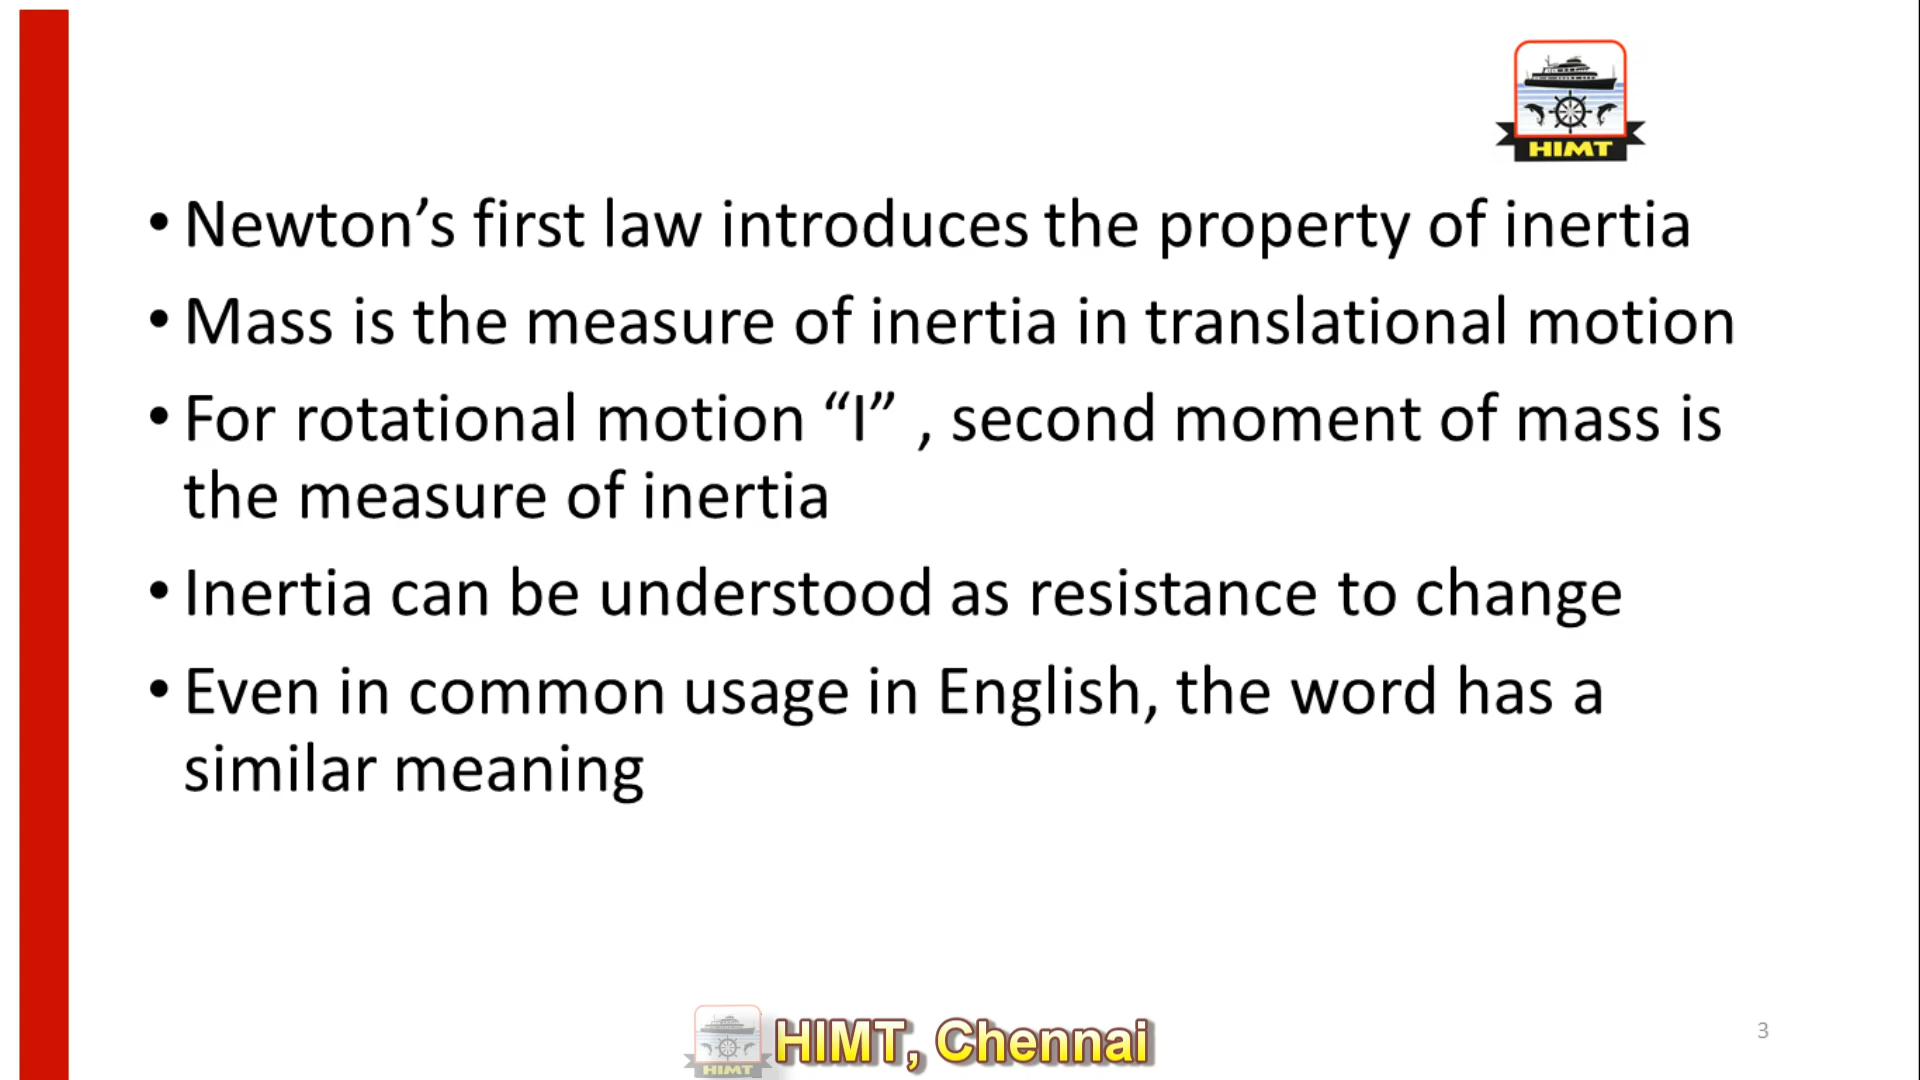 HIMT
• Newton’s first law introduces the property of inertia
• Mass is the measure of inertia in translational motion
• For rotational motion “I” , second moment of mass is
the measure of inertia
• Inertia can be understood as resistance to change
• Even in common usage in English, the word has a
similar meaning
HIMT
HIMT, Chennai
3